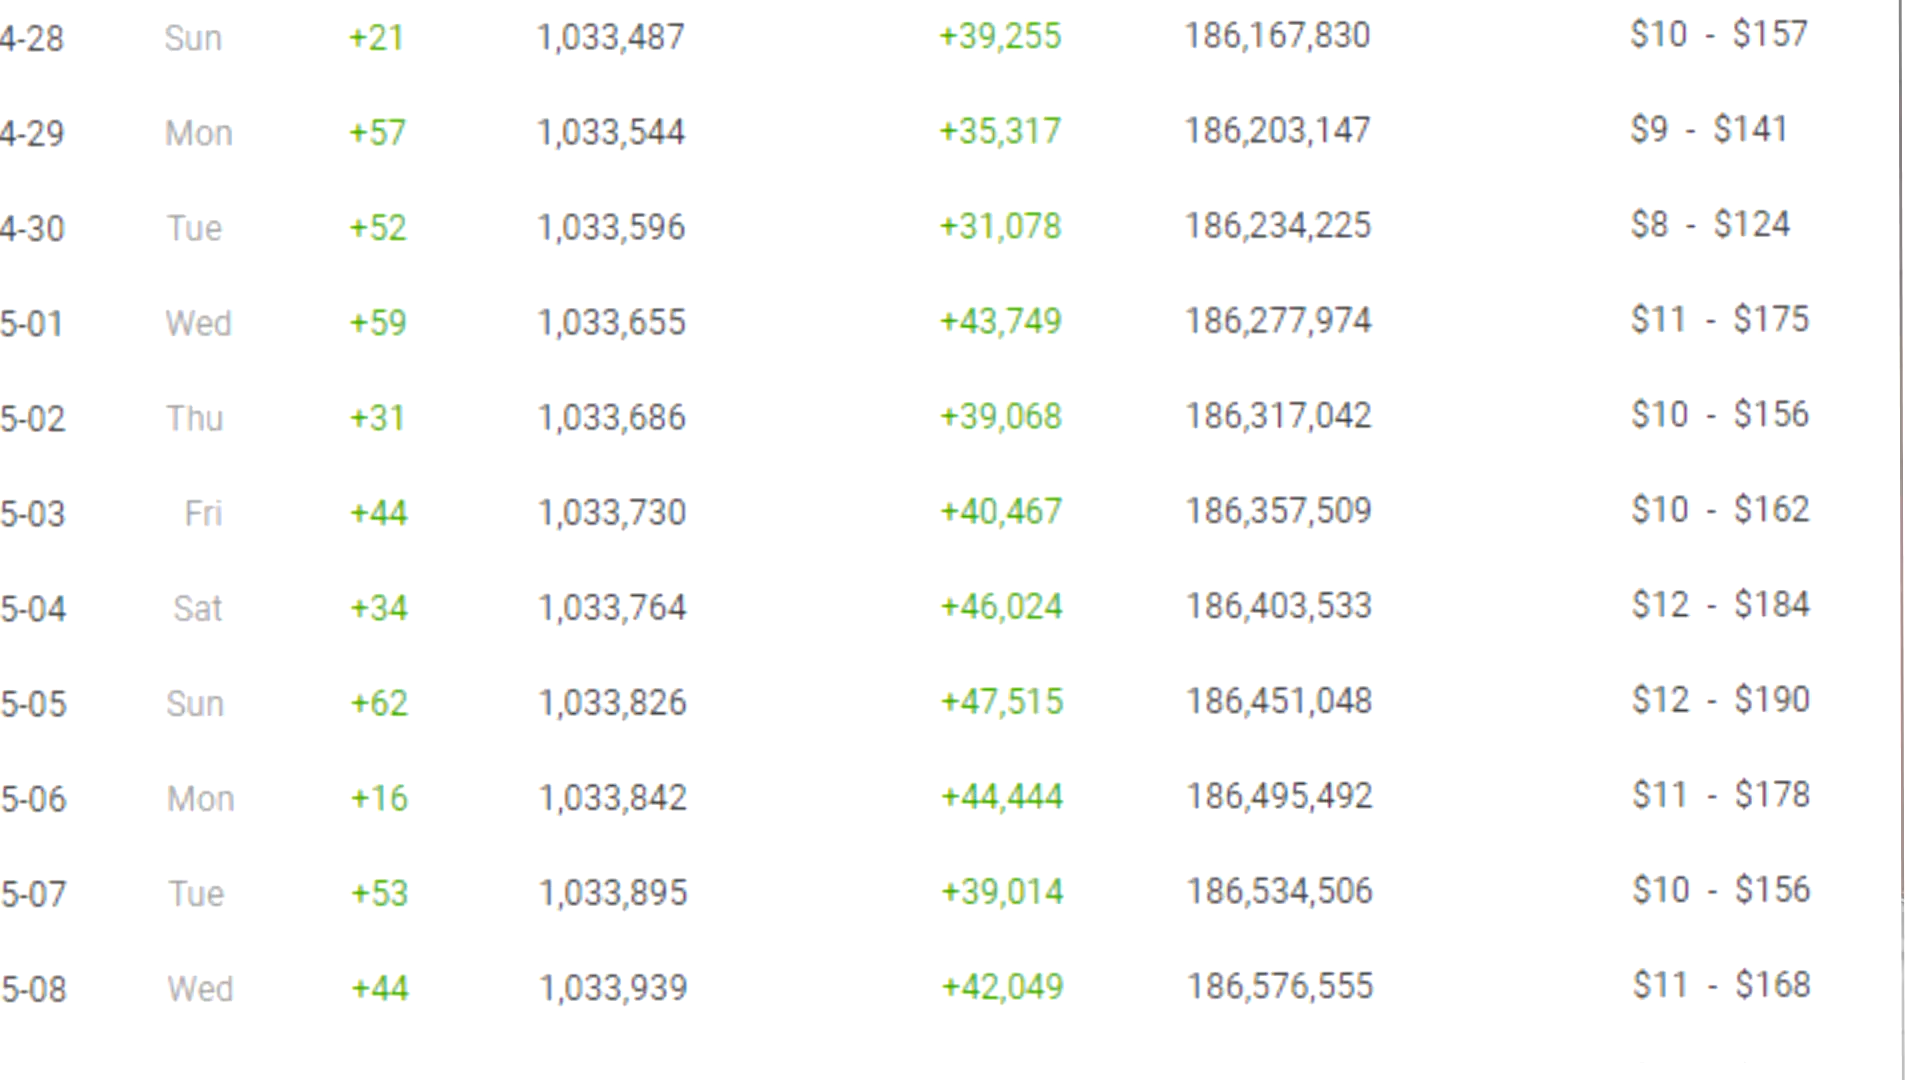 4-28 Sun +21 1,033,487 +39,255 186,167,830 $10 - $157
4-29 Mon +57 1,033,544 +35,317 186,203,147 $9 - $141
4-30 Tue +52 1,033,596 +31,078 186,234,225 $8 - $124
5-01 Wed +59 1,033,655 +43,749 186,277,974 $11 - $175
5-02 Thu +31 1,033,686 +39,068 186,317,042 $10 - $156
5-03 Fri +44 1,033,730 +40,467 186,357,509 $10 - $162
5-04 Sat +34 1,033,764 +46,024 186,403,533 $12 - $184
5-05 Sun +62 1,033,826 +47,515 186,451,048 $12 - $190
5-06 Mon +16 1,033,842 +44,444 186,495,492 $11 - $178
5-07 Tue +53 1,033,895 +39,014 186,534,506 $10 - $156
5-08 Wed +44 1,033,939 +42,049 186,576,555 $11 - $168